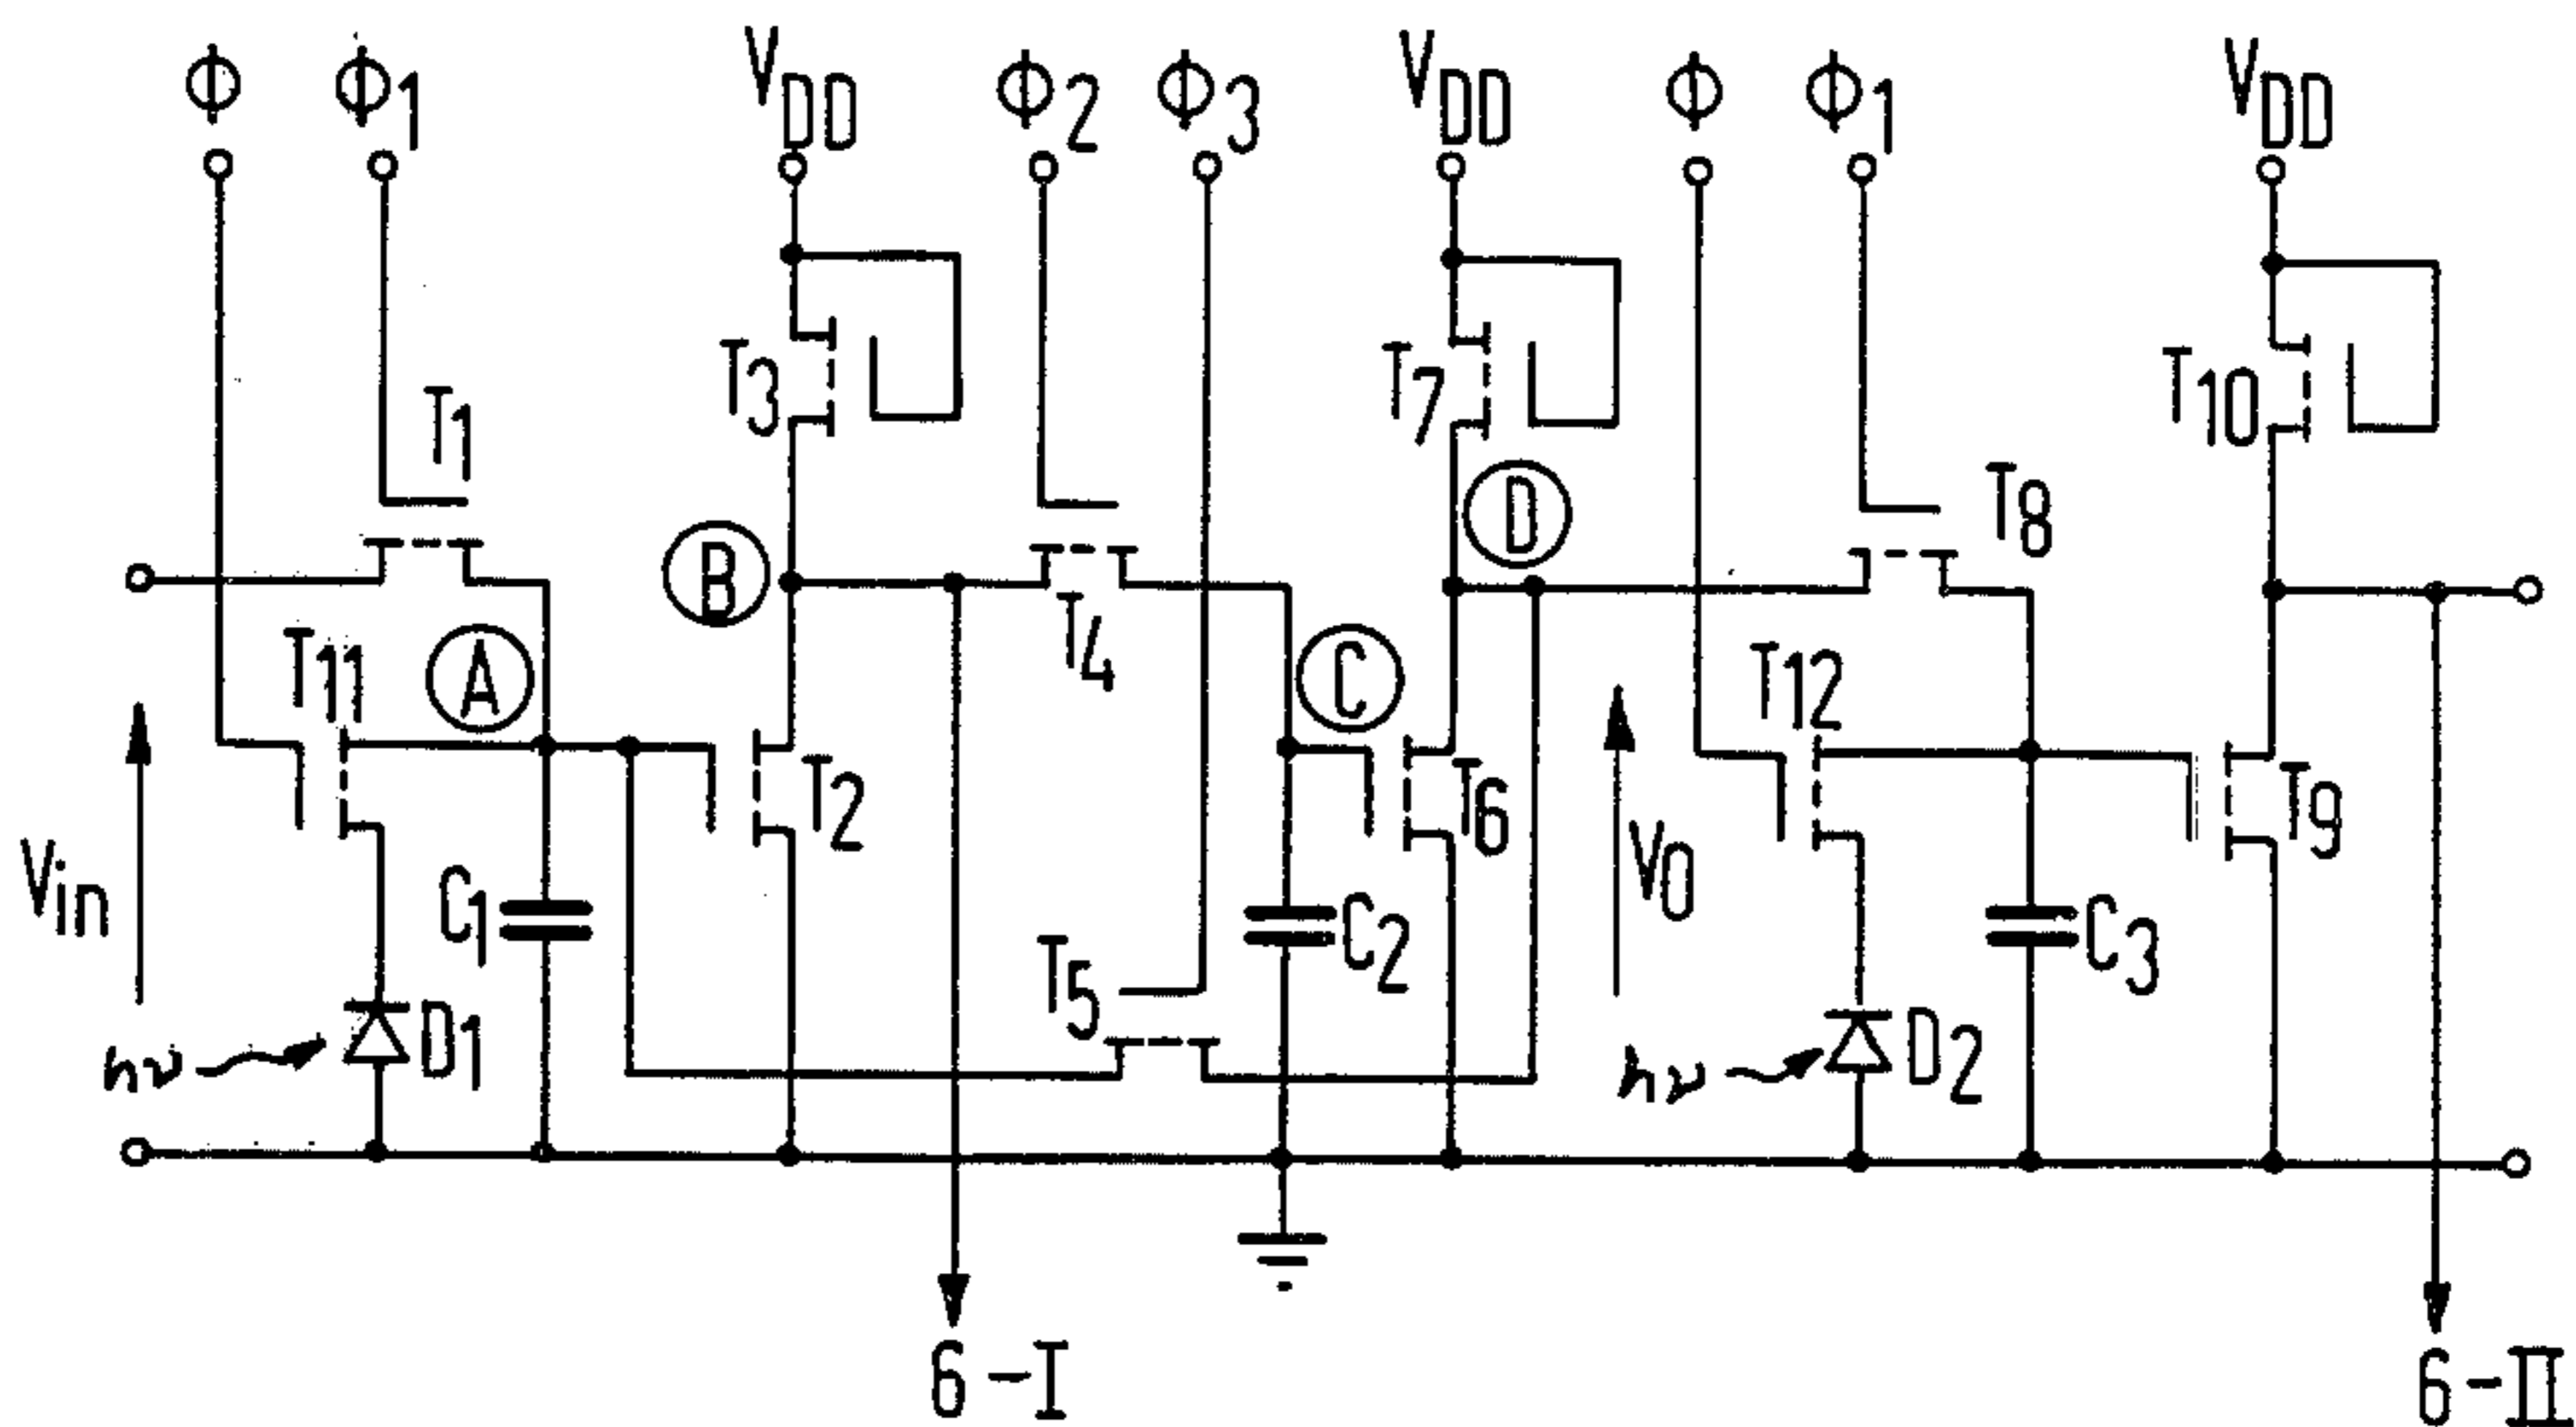 Φ Φ1 VDD Φ2 Φ3 VDD Φ Φ1 VDD
T3 T7 T10
T1 T8
B D
T4
T11 A C T12
T2 T6 T9
Vin C1 C2 V0 C3
T5
hν D1 hν D2
6-I 6-II